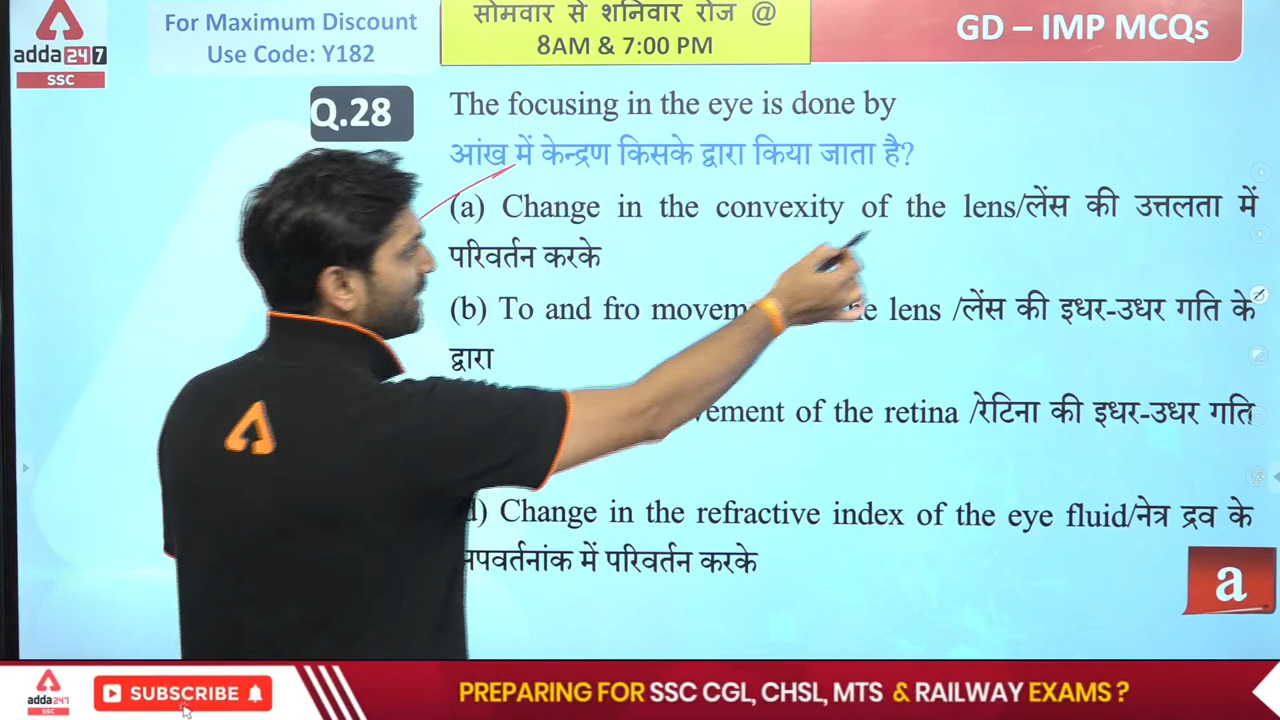 For Maximum Discount
Use Code: Y182
सोमवार से शनिवार रोज @
8AM & 7:00 PM
GD – IMP MCQs
adda247
SSC
Q.28
The focusing in the eye is done by
आंख में केन्द्रण किसके द्वारा किया जाता है?
(a) Change in the convexity of the lens/लेंस की उत्तलता में
परिवर्तन करके
(b) To and fro lens /लेंस की इधर-उधर गति के
द्वारा
of the retina /रेटिना की इधर-उधर गति
Change in the refractive index of the eye fluid/नेत्र द्रव के
में परिवर्तन करके
a
adda247
SSC
SUBSCRIBE
PREPARING FOR SSC CGL, CHSL, MTS & RAILWAY EXAMS ?